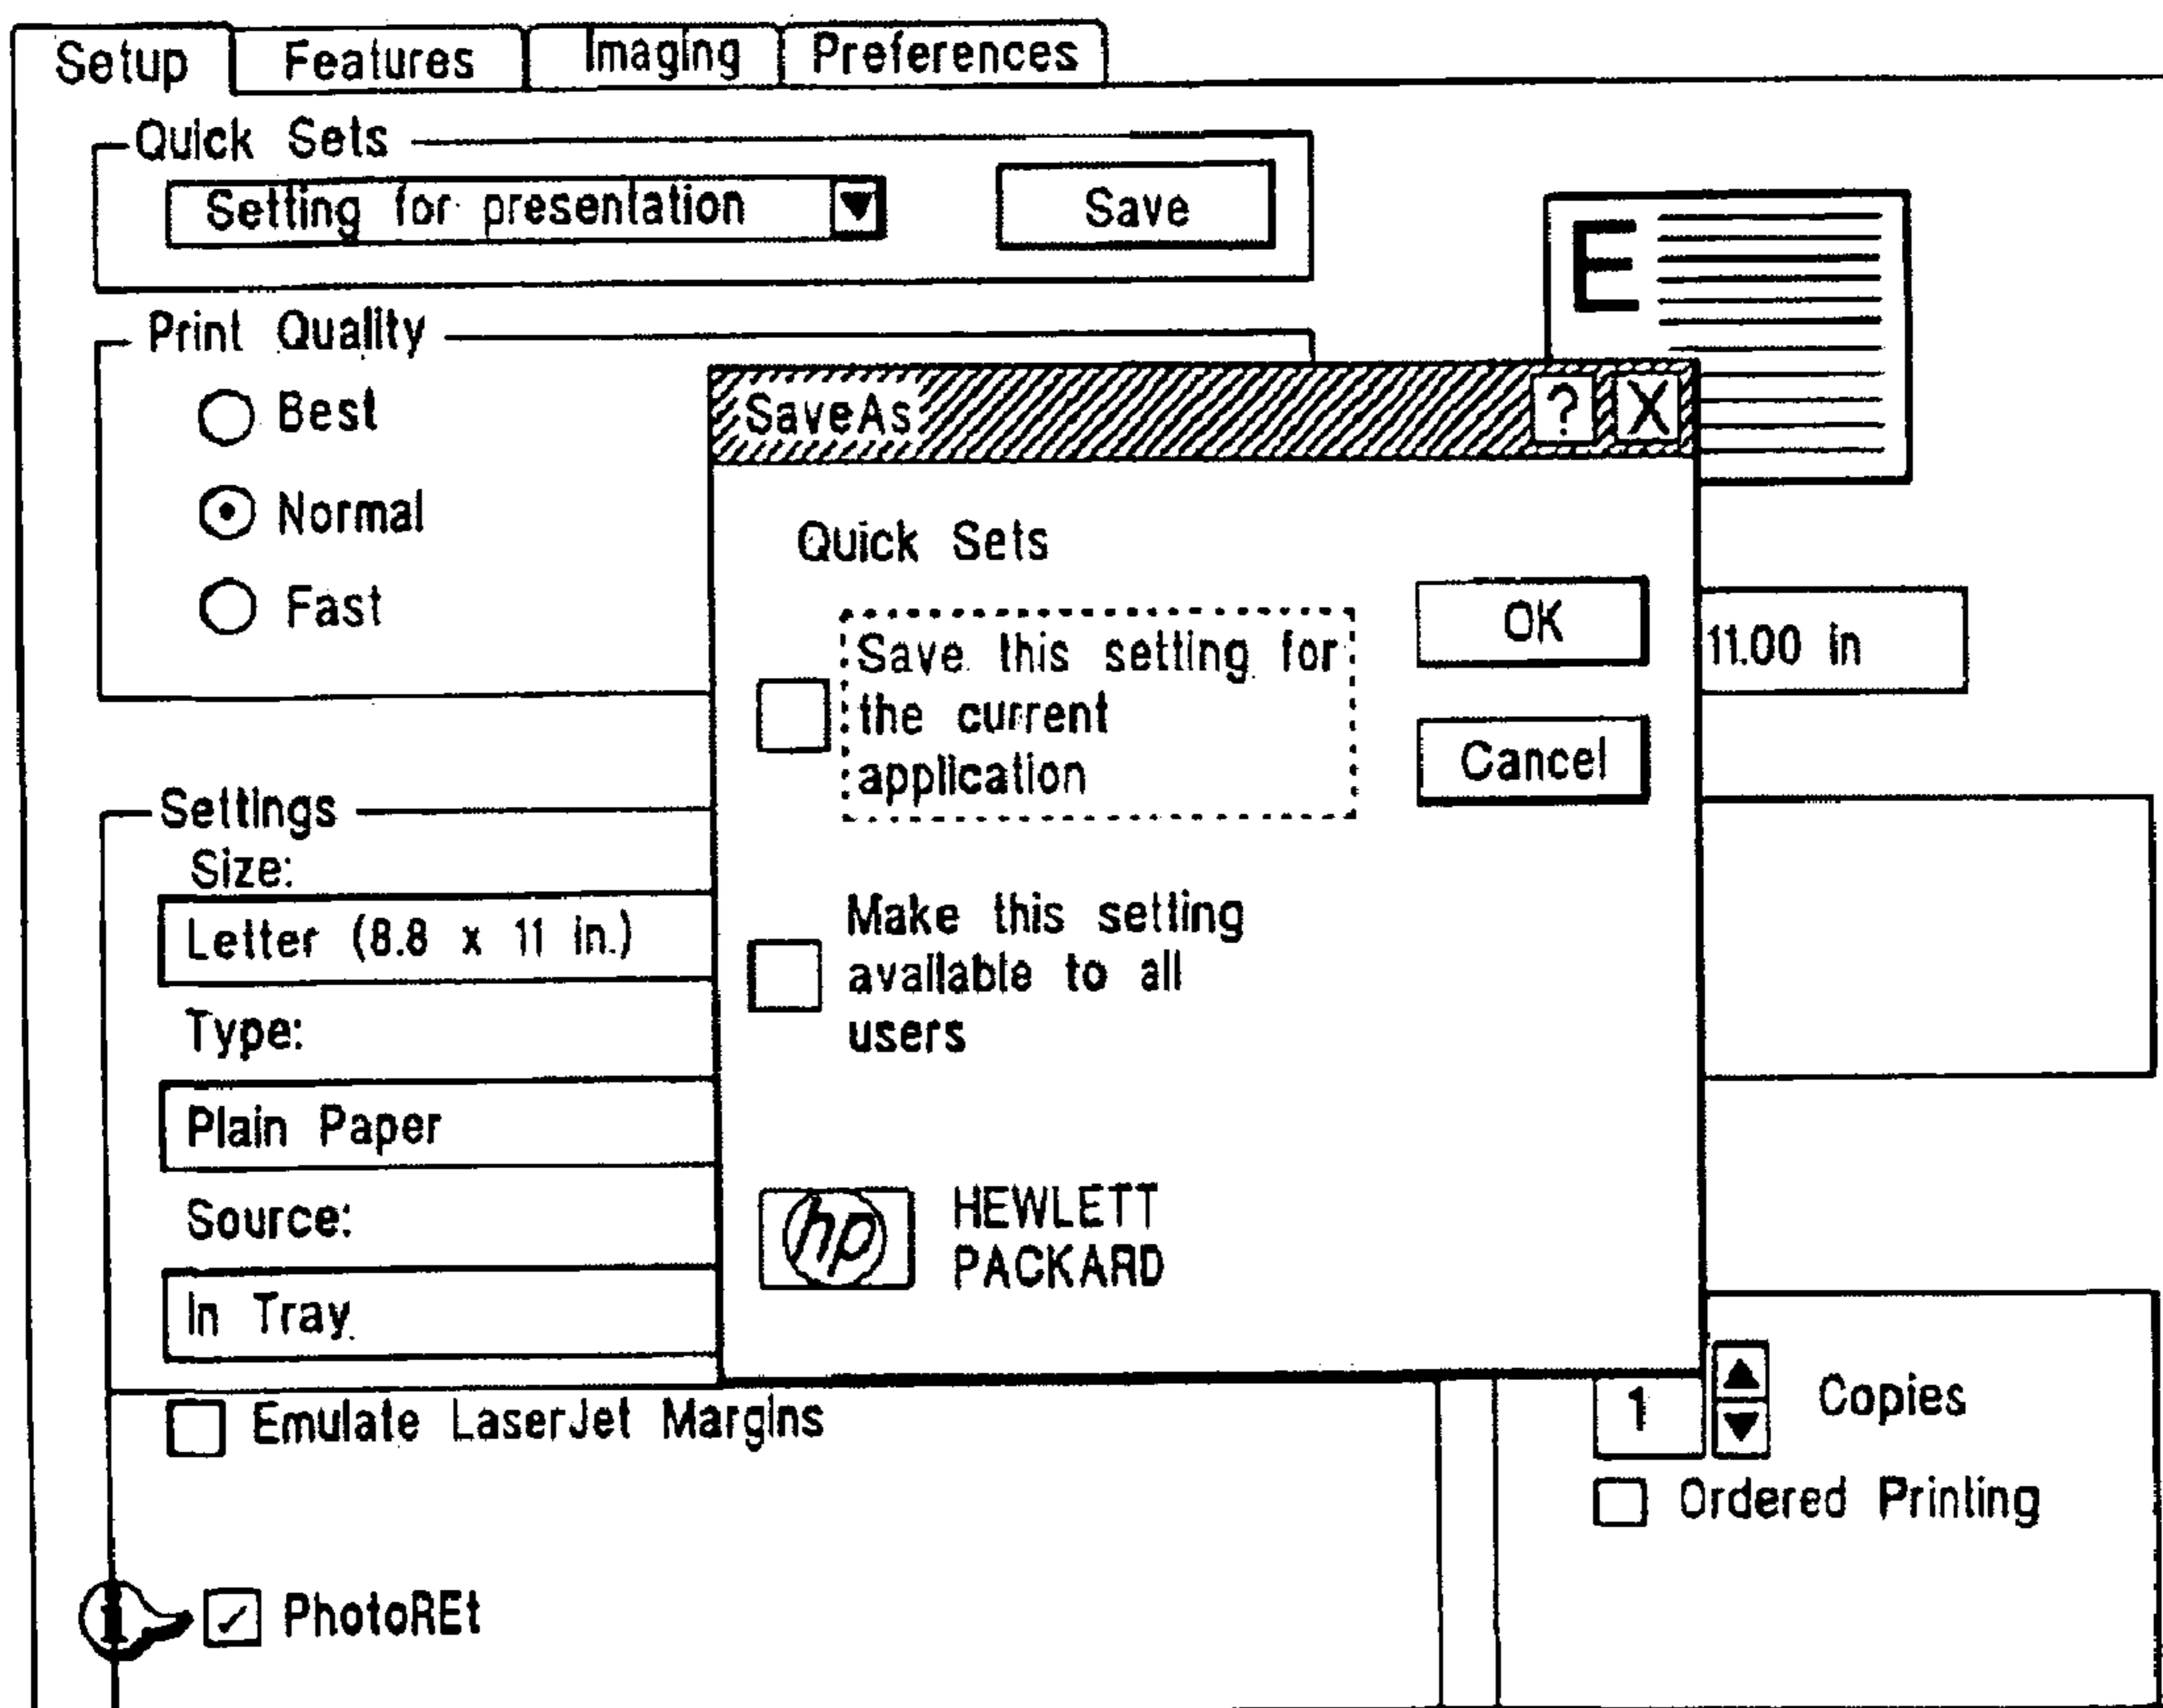 Setup Features Imaging Preferences
Quick Sets
Setting for presentation Save
E
Print Quality
Best
Normal
Fast
SaveAs ? X
Quick Sets
Save this setting for
the current
application
OK
Cancel
Make this setting
available to all
users
hp HEWLETT
PACKARD
11.00 in
Settings
Size:
Letter (8.8 x 11 in.)
Type:
Plain Paper
Source:
In Tray
Emulate LaserJet Margins
PhotoREt
1 Copies
Ordered Printing